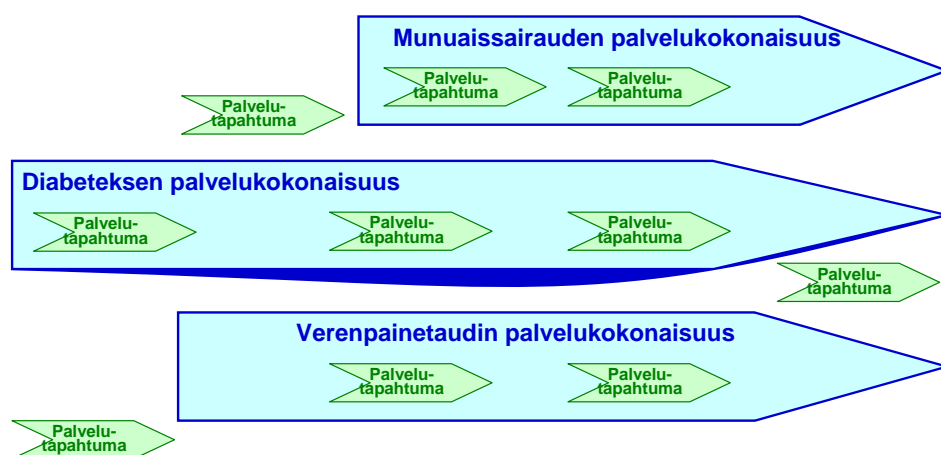 Munuaissairauden palvelukokonaisuus
Palvelu-
tapahtuma
Palvelu-
tapahtuma
Palvelu-
tapahtuma
Diabeteksen palvelukokonaisuus
Palvelu-
tapahtuma
Palvelu-
tapahtuma
Palvelu-
tapahtuma
Palvelu-
tapahtuma
Verenpainetaudin palvelukokonaisuus
Palvelu-
tapahtuma
Palvelu-
tapahtuma
Palvelu-
tapahtuma